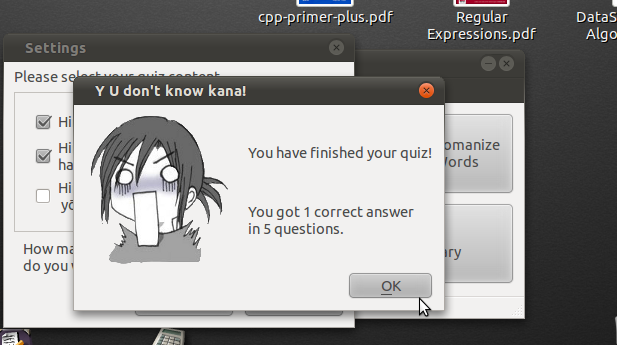 cpp-primer-plus.pdf
Regular
Expressions.pdf
DataS
Algo
Settings
Please select your quiz content
Hi
Hi
ha
Hi
yō
How ma
do you w
omanize
ords
ary
Y U don't know kana!
You have finished your quiz!
You got 1 correct answer
in 5 questions.
OK